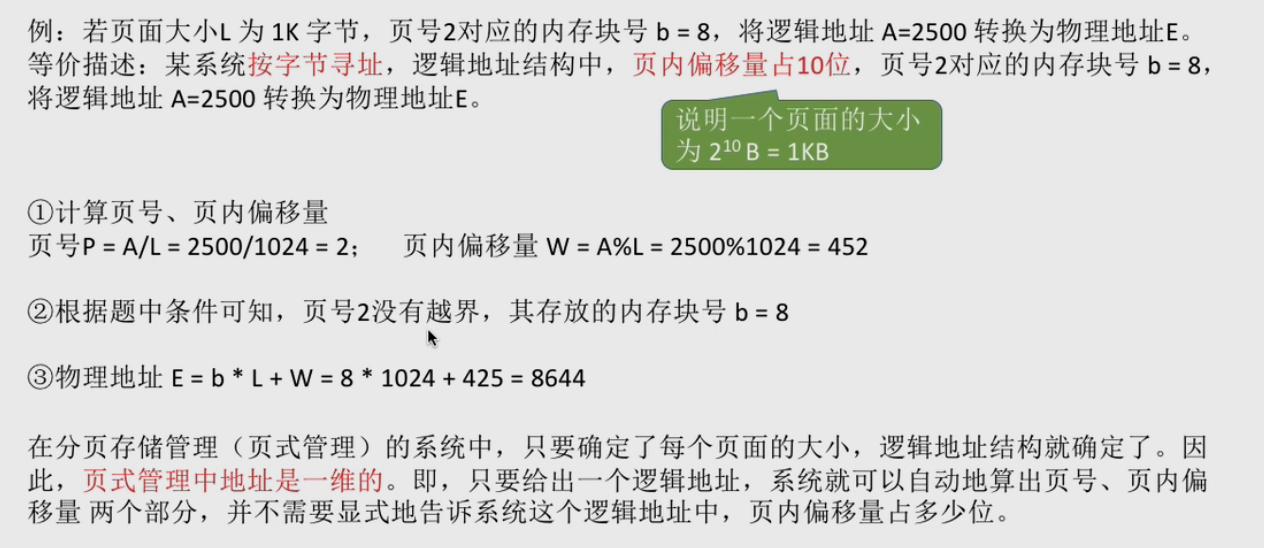 例：若页面大小L 为 1K 字节，页号2对应的内存块号 b = 8，将逻辑地址 A=2500 转换为物理地址E。
等价描述：某系统按字节寻址，逻辑地址结构中，页内偏移量占10位，页号2对应的内存块号 b = 8，
将逻辑地址 A=2500 转换为物理地址E。
说明一个页面的大小
为 2¹⁰ B = 1KB
①计算页号、页内偏移量
页号P = A/L = 2500/1024 = 2； 页内偏移量 W = A%L = 2500%1024 = 452
②根据题中条件可知，页号2没有越界，其存放的内存块号 b = 8
③物理地址 E = b * L + W = 8 * 1024 + 425 = 8644
在分页存储管理（页式管理）的系统中，只要确定了每个页面的大小，逻辑地址结构就确定了。因
此，页式管理中地址是一维的。即，只要给出一个逻辑地址，系统就可以自动地算出页号、页内偏
移量 两个部分，并不需要显式地告诉系统这个逻辑地址中，页内偏移量占多少位。